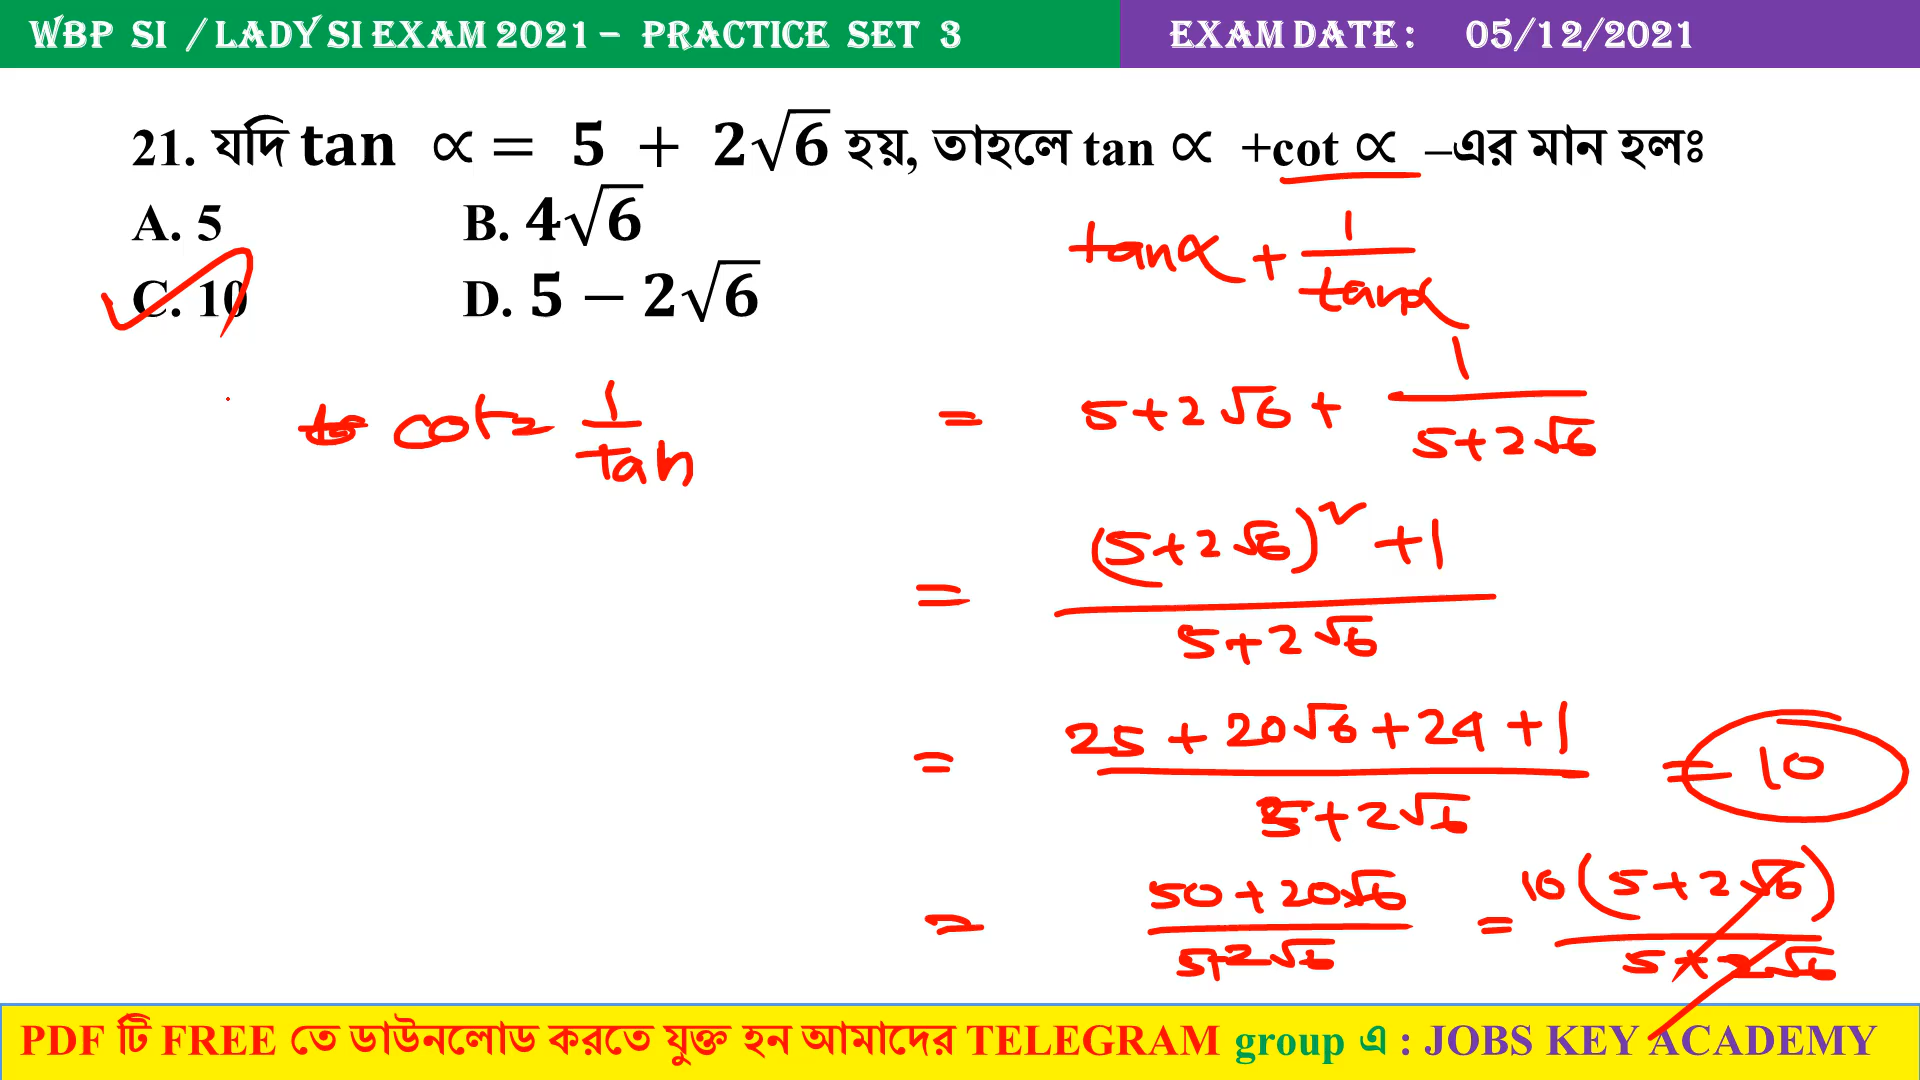 WBP SI / LADY SI EXAM 2021 – PRACTICE SET 3
EXAM DATE : 05/12/2021
21. যদি tan ∝ = 5 + 2√6 হয়, তাহলে tan ∝ +cot ∝ –এর মান হলঃ
A. 5 B. 4√6
C. 10 D. 5 − 2√6
tanα + 1/tanα
cot = 1/tan
= 5+2√6 + 1/(5+2√6)
= ((5+2√6)² + 1)/(5+2√6)
= (25 + 20√6 + 24 + 1)/(5+2√6) = 10
= (50+20√6)/(5+2√6) = 10(5+2√6)/(5+2√6)
PDF টি FREE তে ডাউনলোড করতে যুক্ত হন আমাদের TELEGRAM group এ : JOBS KEY ACADEMY